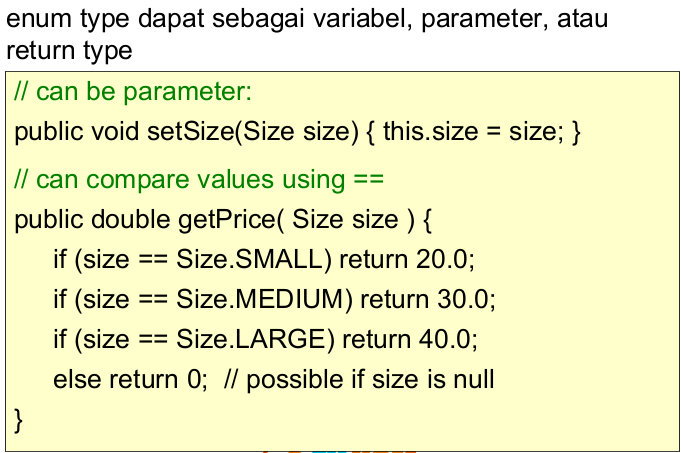 enum type dapat sebagai variabel, parameter, atau
return type
// can be parameter:
public void setSize(Size size) { this.size = size; }
// can compare values using ==
public double getPrice( Size size ) {
if (size == Size.SMALL) return 20.0;
if (size == Size.MEDIUM) return 30.0;
if (size == Size.LARGE) return 40.0;
else return 0;  // possible if size is null
}